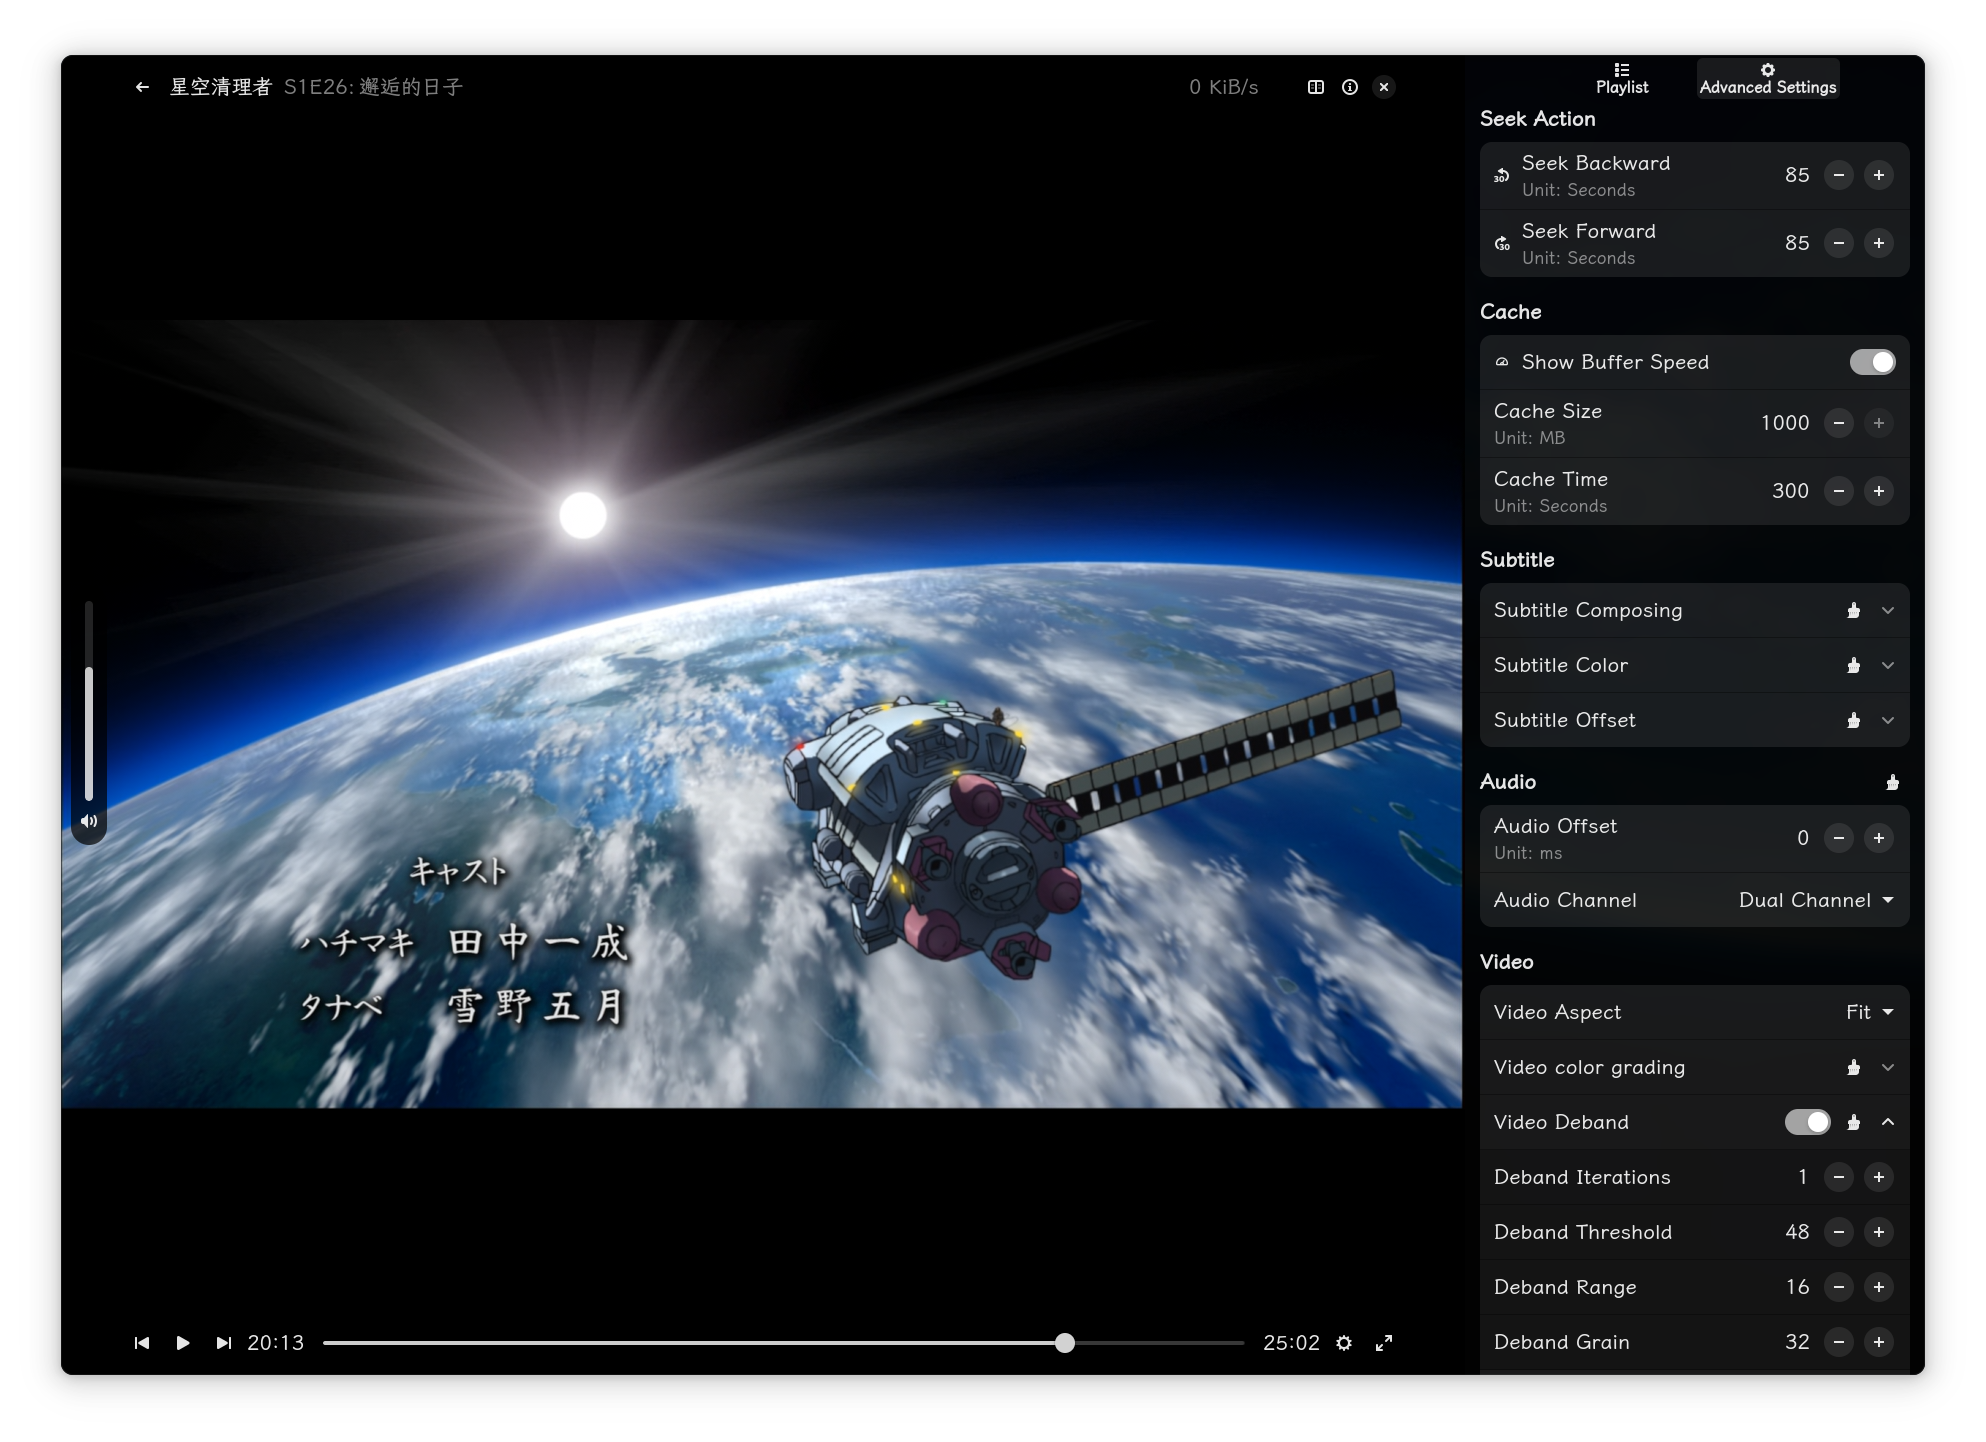 星空清理者 S1E26: 邂逅的日子
0 KiB/s
キャスト
ハチマキ 田中一成
タナベ 雪野五月
20:13
25:02
Playlist
Advanced Settings
Seek Action
30
Seek Backward
85
Unit: Seconds
30
Seek Forward
85
Unit: Seconds
Cache
Show Buffer Speed
Cache Size
1000
Unit: MB
Cache Time
300
Unit: Seconds
Subtitle
Subtitle Composing
Subtitle Color
Subtitle Offset
Audio
Audio Offset
0
Unit: ms
Audio Channel
Dual Channel
Video
Video Aspect
Fit
Video color grading
Video Deband
Deband Iterations
1
Deband Threshold
48
Deband Range
16
Deband Grain
32